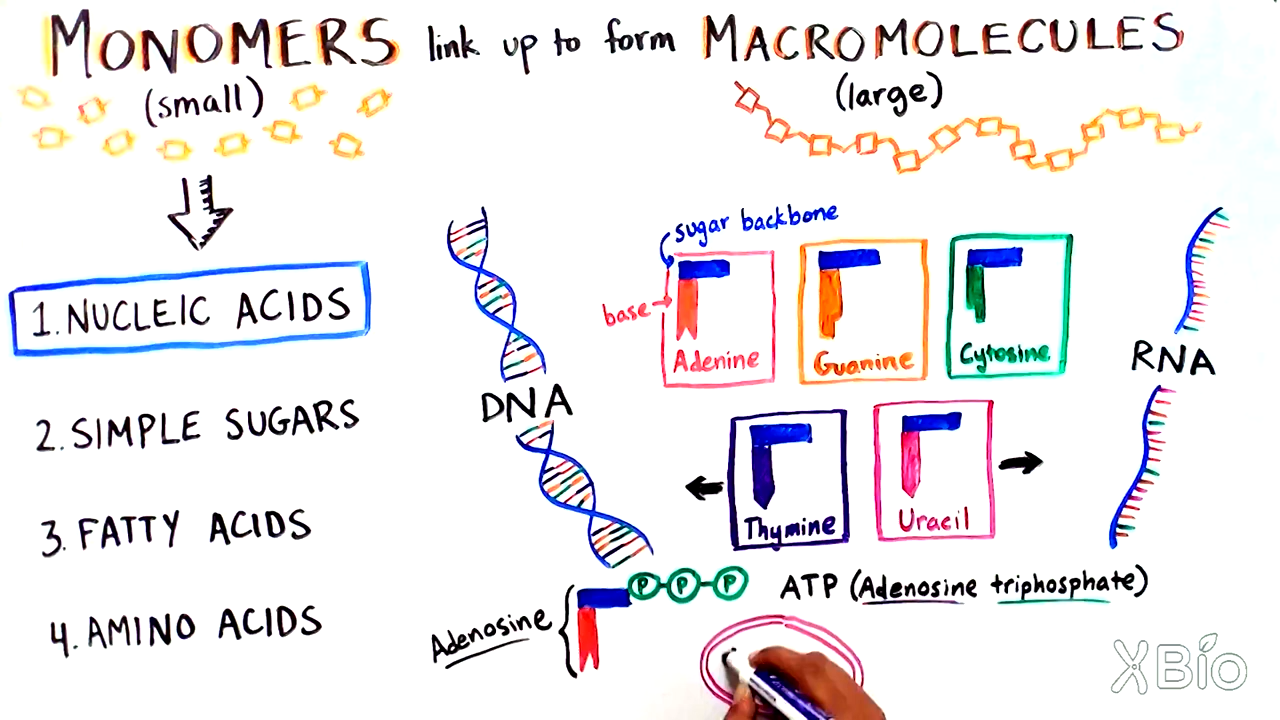 MONOMERS link up to form MACROMOLECULES
(small)
(large)
1. NUCLEIC ACIDS
2. SIMPLE SUGARS
3. FATTY ACIDS
4. AMINO ACIDS
DNA
sugar backbone
base
Adenine
Guanine
Cytosine
Thymine
Uracil
RNA
Adenosine
P P P
ATP (Adenosine triphosphate)
XBio